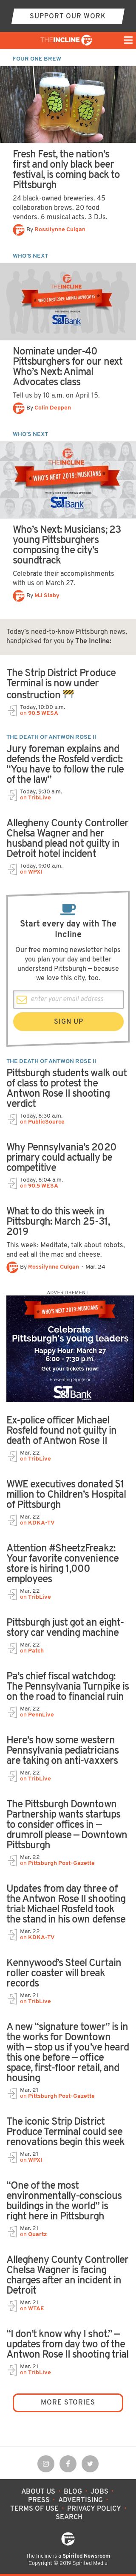 SUPPORT OUR WORK
THE INCLINE
FOUR ONE BREW
Fresh Fest, the nation's
first and only black beer
festival, is coming back to
Pittsburgh
24 black-owned breweries. 45
collaboration brews. 20 food
vendors. 6 musical acts. 3 DJs.
By Rossilynne Culgan
WHO'S NEXT
THE INCLINE
WHO'S NEXT 2019: ANIMAL ADVOCATES
S&T Bank
Nominate under-40
Pittsburghers for our next
Who's Next: Animal
Advocates class
Tell us by 10 a.m. on April 15.
By Colin Deppen
WHO'S NEXT
THE INCLINE
WHO'S NEXT 2019: MUSICIANS
S&T Bank
Who's Next: Musicians; 23
young Pittsburghers
composing the city's
soundtrack
Celebrate their accomplishments
with us on March 27.
By MJ Slaby
Today's need-to-know Pittsburgh news,
handpicked for you by The Incline:
The Strip District Produce
Terminal is now under
construction
Today, 10:00 a.m.
on 90.5 WESA
THE DEATH OF ANTWON ROSE II
Jury foreman explains and
defends the Rosfeld verdict:
“You have to follow the rule
of the law”
Today, 9:30 a.m.
on TribLive
Allegheny County Controller
Chelsa Wagner and her
husband plead not guilty in
Detroit hotel incident
Today, 9:00 a.m.
on WPXI
Start every day with The
Incline
Our free morning newsletter helps
you plan your day and better
understand Pittsburgh — because
we love this city, too.
enter your email address
SIGN UP
THE DEATH OF ANTWON ROSE II
Pittsburgh students walk out
of class to protest the
Antwon Rose II shooting
verdict
Today, 8:30 a.m.
on PublicSource
Why Pennsylvania's 2020
primary could actually be
competitive
Today, 8:04 a.m.
on 90.5 WESA
What to do this week in
Pittsburgh: March 25-31,
2019
This week: Meditate, talk about robots,
and eat all the mac and cheese.
By Rossilynne Culgan · Mar. 24
ADVERTISEMENT
WHO'S NEXT 2019: MUSICIANS
Celebrate
Pittsburgh's young leaders
Happy Hour: March 27
6:00 - 7:30 p.m.
Get your tickets now!
Presenting Sponsor
S&T Bank
Ex-police officer Michael
Rosfeld found not guilty in
death of Antwon Rose II
Mar. 22
on TribLive
WWE executives donated $1
million to Children's Hospital
of Pittsburgh
Mar. 22
on KDKA-TV
Attention #SheetzFreakz:
Your favorite convenience
store is hiring 1,000
employees
Mar. 22
on TribLive
Pittsburgh just got an eight-
story car vending machine
Mar. 22
on Patch
Pa's chief fiscal watchdog:
The Pennsylvania Turnpike is
on the road to financial ruin
Mar. 22
on PennLive
Here's how some western
Pennsylvania pediatricians
are taking on anti-vaxxers
Mar. 22
on TribLive
The Pittsburgh Downtown
Partnership wants startups
to consider offices in —
drumroll please — Downtown
Pittsburgh
Mar. 22
on Pittsburgh Post-Gazette
Updates from day three of
the Antwon Rose II shooting
trial: Michael Rosfeld took
the stand in his own defense
Mar. 22
on KDKA-TV
Kennywood's Steel Curtain
roller coaster will break
records
Mar. 21
on TribLive
A new “signature tower” is in
the works for Downtown
with — stop us if you've heard
this one before — office
space, first-floor retail, and
housing
Mar. 21
on Pittsburgh Post-Gazette
The iconic Strip District
Produce Terminal could see
renovations begin this week
Mar. 21
on WPXI
“One of the most
environmentally-conscious
buildings in the world” is
right here in Pittsburgh
Mar. 21
on Quartz
Allegheny County Controller
Chelsa Wagner is facing
charges after an incident in
Detroit
Mar. 21
on WTAE
“I don't know why I shot.” —
updates from day two of the
Antwon Rose II shooting trial
Mar. 21
on TribLive
MORE STORIES
ABOUT US · BLOG · JOBS ·
PRESS · ADVERTISING ·
TERMS OF USE · PRIVACY POLICY ·
SEARCH
The Incline is a Spirited Newsroom
Copyright © 2019 Spirited Media